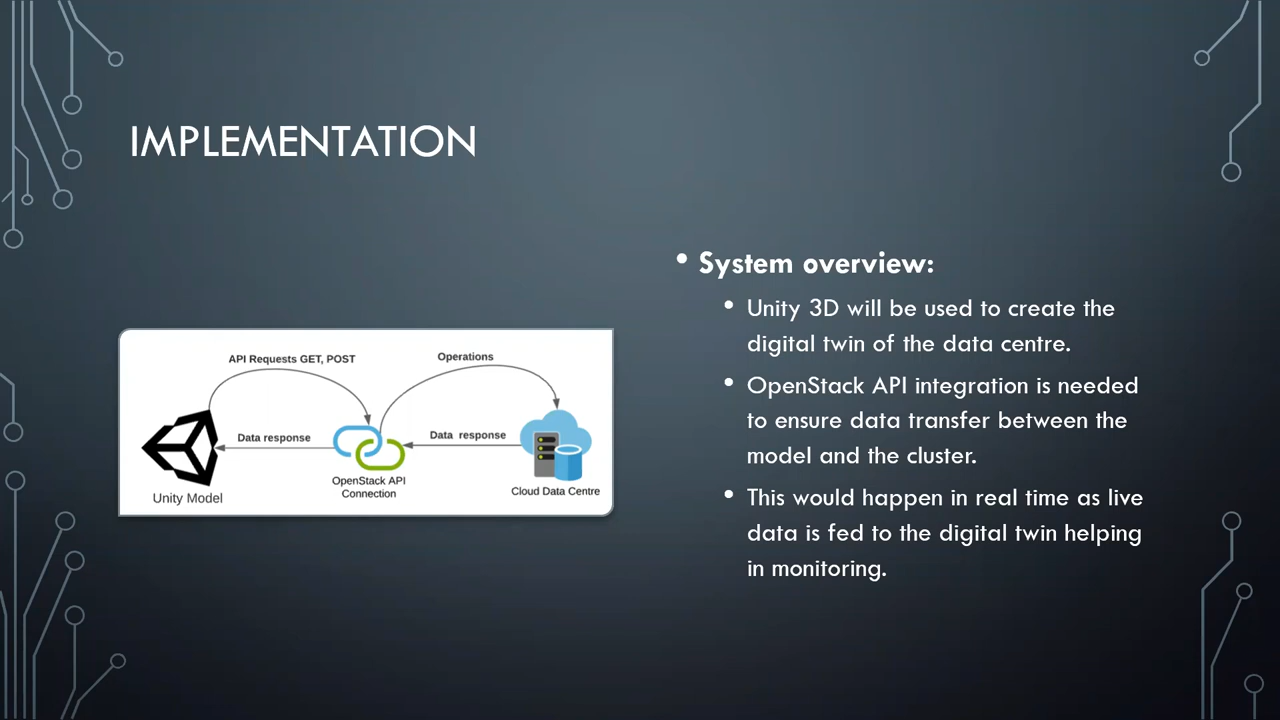 IMPLEMENTATION
API Requests GET, POST
Operations
Data response
Data response
Unity Model
OpenStack API
Connection
Cloud Data Centre
• System overview:
• Unity 3D will be used to create the
digital twin of the data centre.
• OpenStack API integration is needed
to ensure data transfer between the
model and the cluster.
• This would happen in real time as live
data is fed to the digital twin helping
in monitoring.